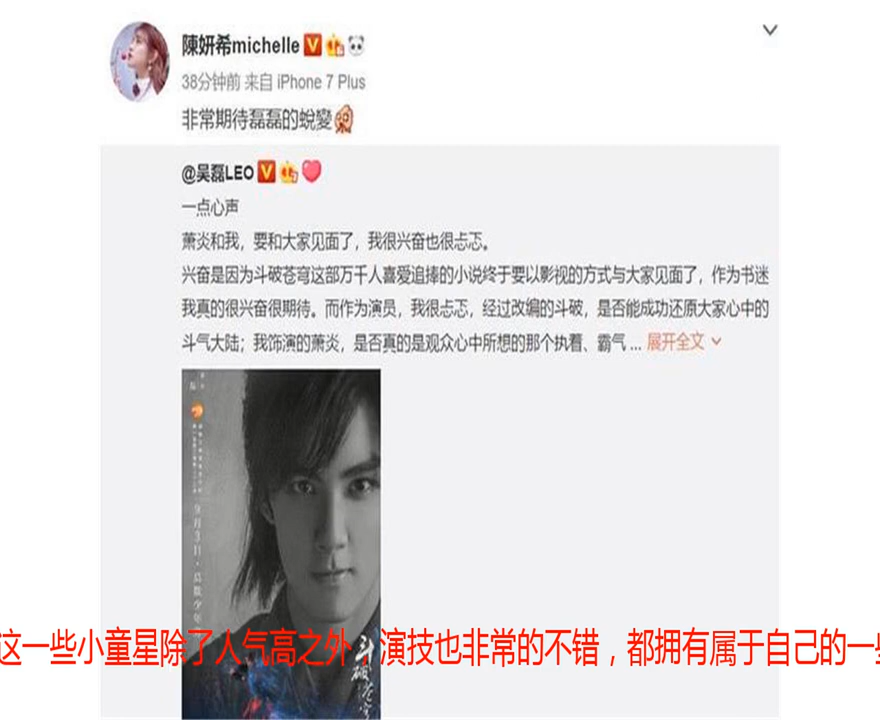 陳妍希michelle
38分钟前 来自 iPhone 7 Plus
非常期待磊磊的蛻變
@吴磊LEO
一点心声
萧炎和我，要和大家见面了，我很兴奋也很忐忑。
兴奋是因为斗破苍穹这部万千人喜爱追捧的小说终于要以影视的方式与大家见面了，作为书迷
我真的很兴奋很期待。而作为演员，我很忐忑，经过改编的斗破，是否能成功还原大家心中的
斗气大陆；我饰演的萧炎，是否真的是观众心中所想的那个执着、霸气 ... 展开全文
9月3日·
斗破苍穹
这一些小童星除了人气高之外，演技也非常的不错，都拥有属于自己的一些